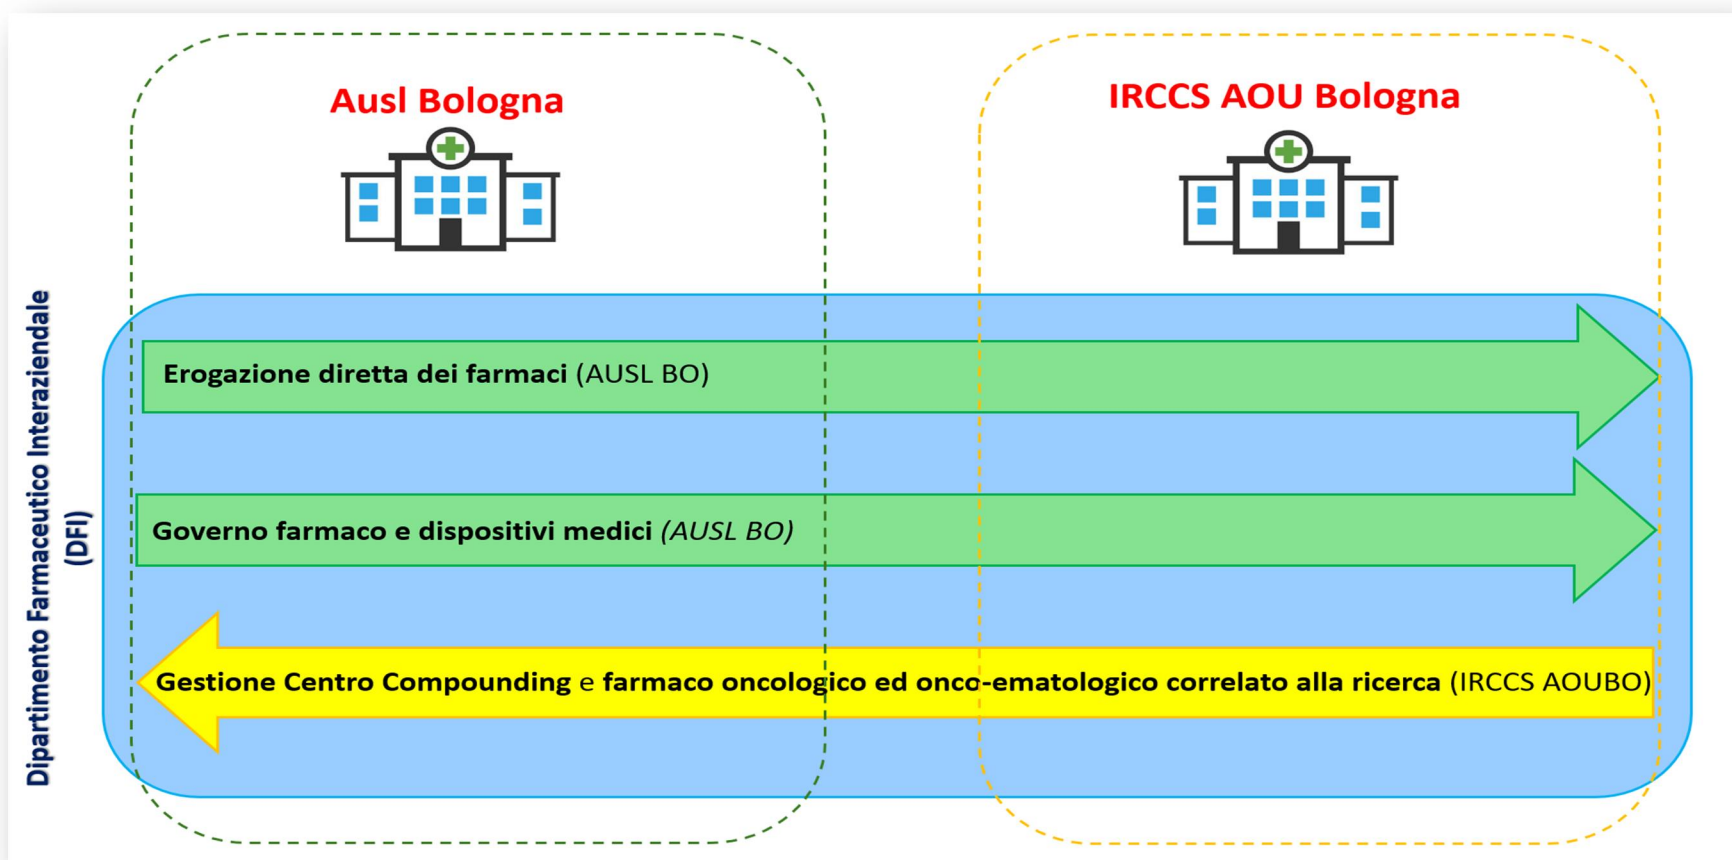 Ausl Bologna
IRCCS AOU Bologna
Dipartimento Farmaceutico Interaziendale
(DFI)
Erogazione diretta dei farmaci (AUSL BO)
Governo farmaco e dispositivi medici (AUSL BO)
Gestione Centro Compounding e farmaco oncologico ed onco-ematologico correlato alla ricerca (IRCCS AOUBO)